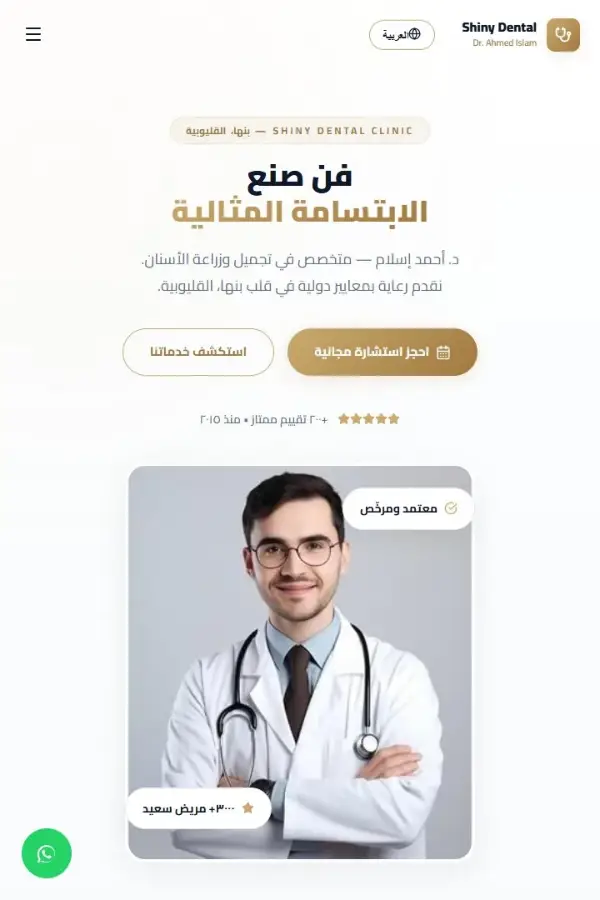 Shiny Dental
Dr. Ahmed Islam
العربية
SHINY DENTAL CLINIC — بنها، القليوبية
فن صنع
الابتسامة المثالية
د. أحمد إسلام — متخصص في تجميل وزراعة الأسنان.
نقدم رعاية بمعايير دولية في قلب بنها، القليوبية.
احجز استشارة مجانية
استكشف خدماتنا
+٢٠٠ تقييم ممتاز • منذ ٢٠١٥
معتمد ومرخّص
+٣٠٠٠ مريض سعيد